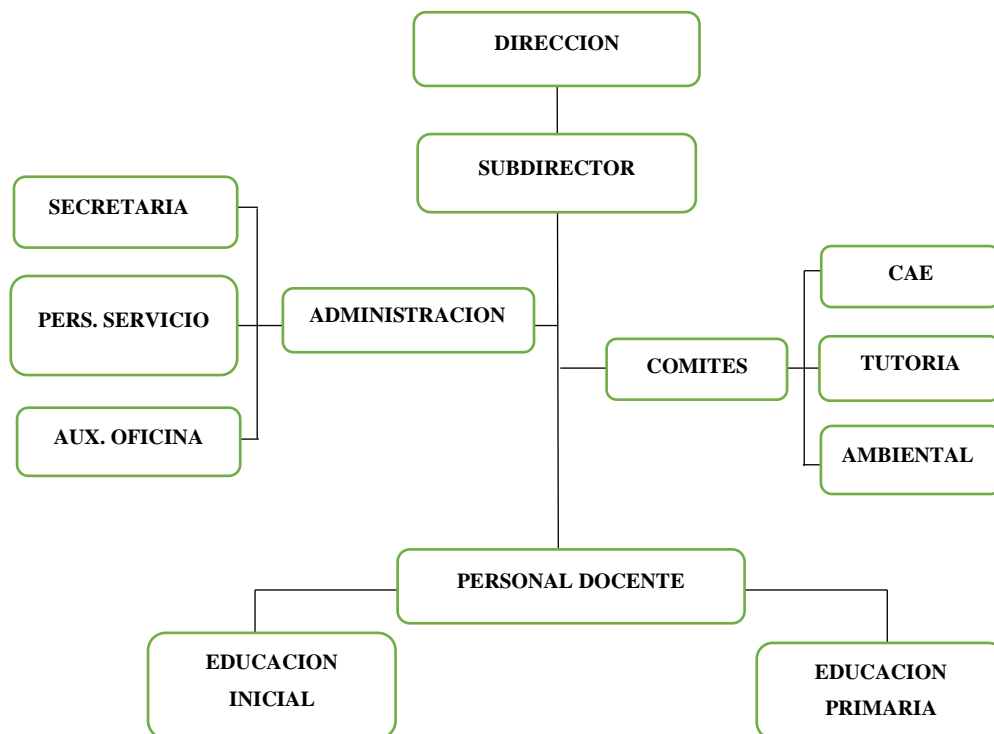 DIRECCION
SUBDIRECTOR
SECRETARIA
PERS. SERVICIO
AUX. OFICINA
ADMINISTRACION
COMITES
CAE
TUTORIA
AMBIENTAL
PERSONAL DOCENTE
EDUCACION
INICIAL
EDUCACION
PRIMARIA